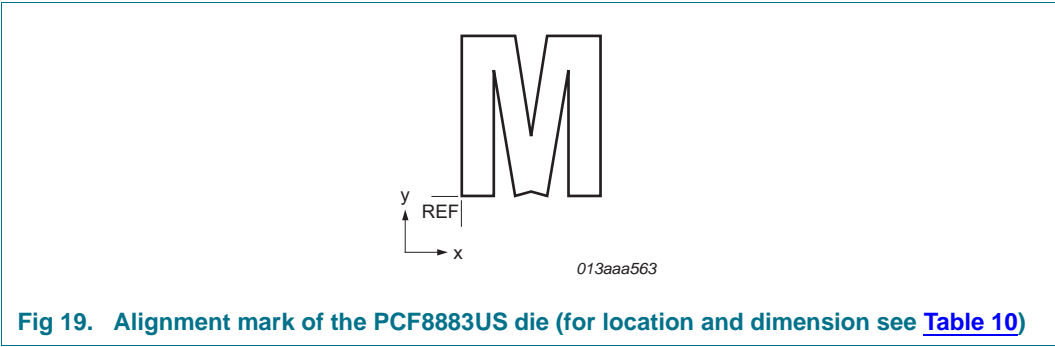 M
y
REF
x
013aaa563
Fig 19. Alignment mark of the PCF8883US die (for location and dimension see Table 10)